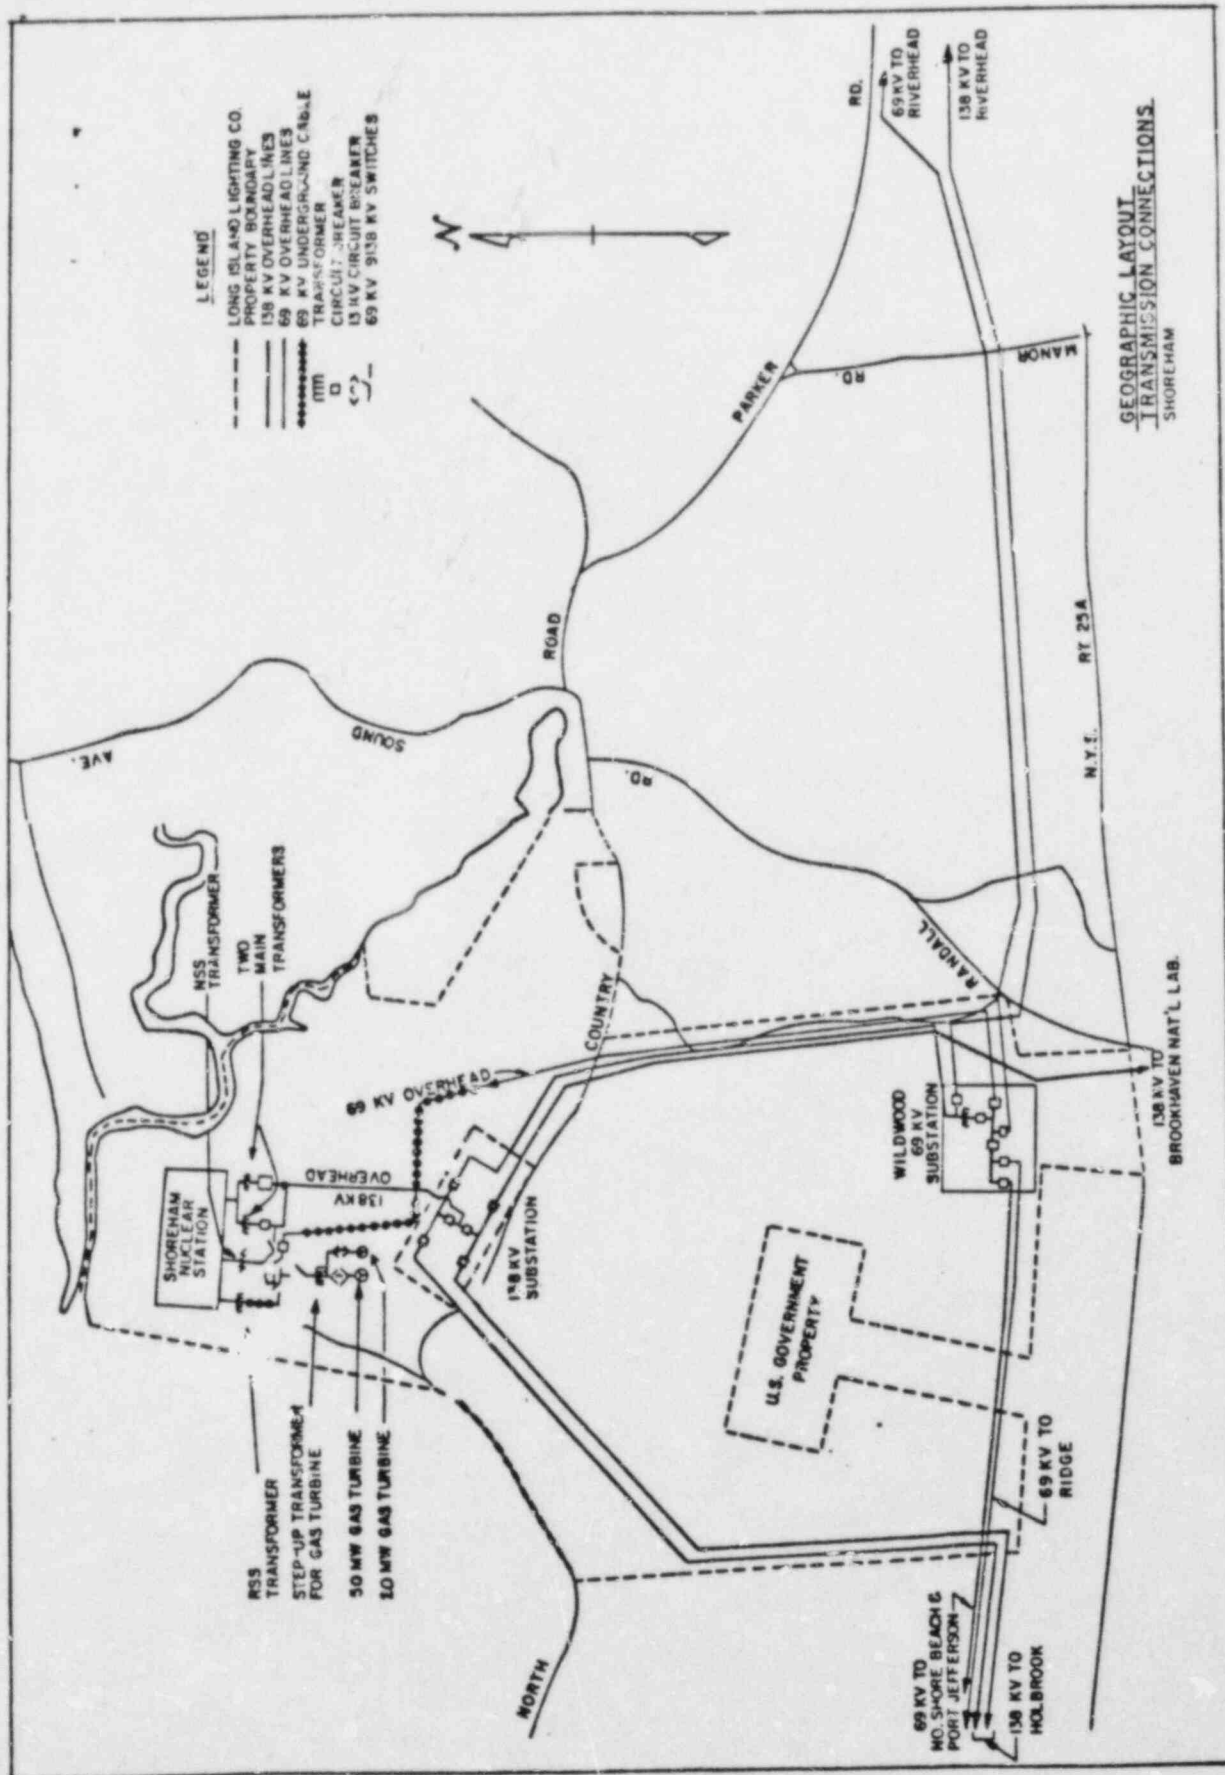 LEGEND
LONG ISLAND LIGHTING CO.
PROPERTY BOUNDARY
138 KV OVERHEAD LINES
69 KV OVERHEAD LINES
69 KV UNDERGROUND CABLE
TRANSFORMER
CIRCUIT BREAKER
13 KV CIRCUIT BREAKER
69 KV 9138 KV SWITCHES
N
AVE.
SOUND
NSS
TRANSFORMER
TWO
MAIN
TRANSFORMERS
SHOREHAM
NUCLEAR
STATION
RSS
TRANSFORMER
STEP-UP TRANSFORMER
FOR GAS TURBINE
50 MW GAS TURBINE
20 MW GAS TURBINE
138 KV
OVERHEAD
69 KV OVERHEAD
138 KV
SUBSTATION
NORTH
COUNTRY
ROAD
RD.
RANDALL
PARKER
RD.
MANOR
RD.
69 KV TO
RIVERHEAD
138 KV TO
RIVERHEAD
U.S. GOVERNMENT
PROPERTY
WILDWOOD
69 KV
SUBSTATION
69 KV TO
NO. SHORE BEACH &
PORT JEFFERSON
138 KV TO
HOLBROOK
69 KV TO
RIDGE
138 KV TO
BROOKHAVEN NAT'L LAB.
N.Y.S. RT 25A
GEOGRAPHIC LAYOUT
TRANSMISSION CONNECTIONS
SHOREHAM